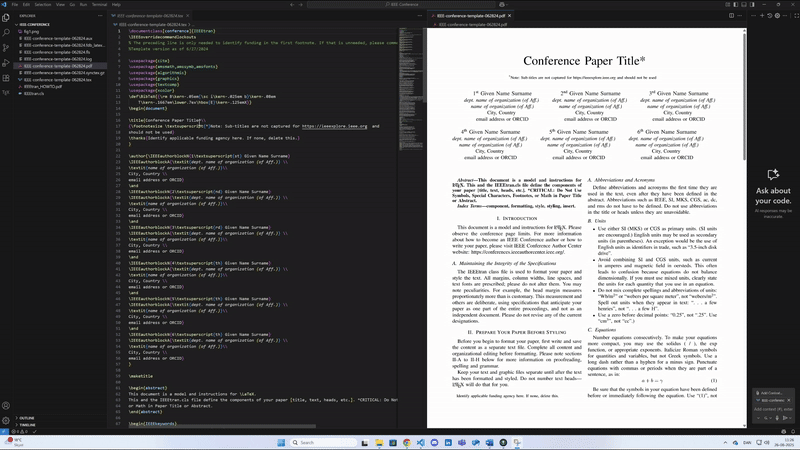 File Edit Selection View Go Run Terminal Help
IEEE Conference
EXPLORER
IEEE-CONFERENCE
fig1.png
IEEE-conference-template-062824.aux
IEEE-conference-template-062824.log
IEEE-conference-template-062824.pdf
IEEE-conference-template-062824.tex
IEEEtran_HOWTO.pdf
IEEEtran.cls
OUTLINE
TIMELINE
IEEE-conference-template-062824.tex
\documentclass[conference]{IEEEtran}
\IEEEoverridecommandlockouts
% The preceding line is only needed to identify funding in the first footnote. If that is unneeded, please
%Template version as of 6/27/2024
\usepackage{cite}
\usepackage{amsmath,amssymb,amsfonts}
\usepackage{algorithmic}
\usepackage{graphicx}
\usepackage{textcomp}
\usepackage{xcolor}
\begin{document}
\title{Conference Paper Title*\\
{\footnotesize \textsuperscript{*}Note: Sub-titles are not captured for https://ieeexplore.ieee.org and
should not be used}
\thanks{Identify applicable funding agency here. If none, delete this.}
}
\author{\IEEEauthorblockN{1\textsuperscript{st} Given Name Surname}
\IEEEauthorblockA{\textit{dept. name of organization (of Aff.)} \\
\textit{name of organization (of Aff.)}\\
City, Country \\
email address or ORCID}
\and
\IEEEauthorblockN{2\textsuperscript{nd} Given Name Surname}
\IEEEauthorblockA{\textit{dept. name of organization (of Aff.)} \\
\textit{name of organization (of Aff.)}\\
City, Country \\
email address or ORCID}
\and
\IEEEauthorblockN{3\textsuperscript{rd} Given Name Surname}
\IEEEauthorblockA{\textit{dept. name of organization (of Aff.)} \\
\textit{name of organization (of Aff.)}\\
City, Country \\
email address or ORCID}
\and
\IEEEauthorblockN{4\textsuperscript{th} Given Name Surname}
\IEEEauthorblockA{\textit{dept. name of organization (of Aff.)} \\
\textit{name of organization (of Aff.)}\\
City, Country \\
email address or ORCID}
\and
\IEEEauthorblockN{5\textsuperscript{th} Given Name Surname}
\IEEEauthorblockA{\textit{dept. name of organization (of Aff.)} \\
\textit{name of organization (of Aff.)}\\
City, Country \\
email address or ORCID}
\and
\IEEEauthorblockN{6\textsuperscript{th} Given Name Surname}
\IEEEauthorblockA{\textit{dept. name of organization (of Aff.)} \\
\textit{name of organization (of Aff.)}\\
City, Country \\
email address or ORCID}
}
\maketitle
\begin{abstract}
This document is a model and instructions for \LaTeX.
This and the IEEEtran.cls file define the components of your paper [title, text, heads, etc.]. *CRITICAL: Do
or Math in Paper Title or Abstract.
\end{abstract}
\begin{IEEEkeywords}
IEEE-conference-template-062824.pdf
Conference Paper Title*
*Note: Sub-titles are not captured for https://ieeexplore.ieee.org and should not be used
1st Given Name Surname
dept. name of organization (of Aff.)
name of organization (of Aff.)
City, Country
email address or ORCID
2nd Given Name Surname
dept. name of organization (of Aff.)
name of organization (of Aff.)
City, Country
email address or ORCID
3rd Given Name Surname
dept. name of organization (of Aff.)
name of organization (of Aff.)
City, Country
email address or ORCID
4th Given Name Surname
dept. name of organization (of Aff.)
name of organization (of Aff.)
City, Country
email address or ORCID
5th Given Name Surname
dept. name of organization (of Aff.)
name of organization (of Aff.)
City, Country
email address or ORCID
6th Given Name Surname
dept. name of organization (of Aff.)
name of organization (of Aff.)
City, Country
email address or ORCID
Abstract—This document is a model and instructions for
LATEX. This and the IEEEtran.cls file define the components of
your paper [title, text, heads, etc.]. *CRITICAL: Do Not Use
Symbols, Special Characters, Footnotes, or Math in Paper Title
or Abstract.
Index Terms—component, formatting, style, styling, insert.
I. INTRODUCTION
This document is a model and instructions for LATEX. Please
observe the conference page limits. For more information
about how to become an IEEE Conference author or how to
write your paper, please visit IEEE Conference Author Center
website: https://conferences.ieeeauthorcenter.ieee.org/.
A. Maintaining the Integrity of the Specifications
The IEEEtran class file is used to format your paper and
style the text. All margins, column widths, line spaces, and
text fonts are prescribed; please do not alter them. You may
note peculiarities. For example, the head margin measures
proportionately more than is customary. This measurement and
others are deliberate, using specifications that anticipate your
paper as one part of the entire proceedings, and not as an
independent document. Please do not revise any of the current
designations.
II. PREPARE YOUR PAPER BEFORE STYLING
Before you begin to format your paper, first write and save
the content as a separate text file. Complete all content and
organizational editing before formatting. Please note sections
II-A to II-H below for more information on proofreading,
spelling and grammar.
Keep your text and graphic files separate until after the text
has been formatted and styled. Do not number text heads—
LATEX will do that for you.
Identify applicable funding agency here. If none, delete this.
A. Abbreviations and Acronyms
Define abbreviations and acronyms the first time they are
used in the text, even after they have been defined in the
abstract. Abbreviations such as IEEE, SI, MKS, CGS, ac, dc,
and rms do not have to be defined. Do not use abbreviations
in the title or heads unless they are unavoidable.
B. Units
• Use either SI (MKS) or CGS as primary units. (SI units
are encouraged.) English units may be used as secondary
units (in parentheses). An exception would be the use of
English units as identifiers in trade, such as "3.5-inch disk
drive".
• Avoid combining SI and CGS units, such as current
in amperes and magnetic field in oersteds. This often
leads to confusion because equations do not balance
dimensionally. If you must use mixed units, clearly state
the units for each quantity that you use in an equation.
• Do not mix complete spellings and abbreviations of units:
"Wb/m2" or "webers per square meter", not "webers/m2".
Spell out units when they appear in text: ". . . a few
henries", not ". . . a few H".
• Use a zero before decimal points: "0.25", not ".25". Use
"cm3", not "cc".)
C. Equations
Number equations consecutively. To make your equations
more compact, you may use the solidus ( / ), the exp
function, or appropriate exponents. Italicize Roman symbols
for quantities and variables, but not Greek symbols. Use a
long dash rather than a hyphen for a minus sign. Punctuate
equations with commas or periods when they are part of a
sentence, as in:
a + b = γ (1)
Be sure that the symbols in your equation have been defined
before or immediately following the equation. Use "(1)", not
Ask about
your code.
AI responses may be
inaccurate.
Add Context...
Search
DAN
11:26